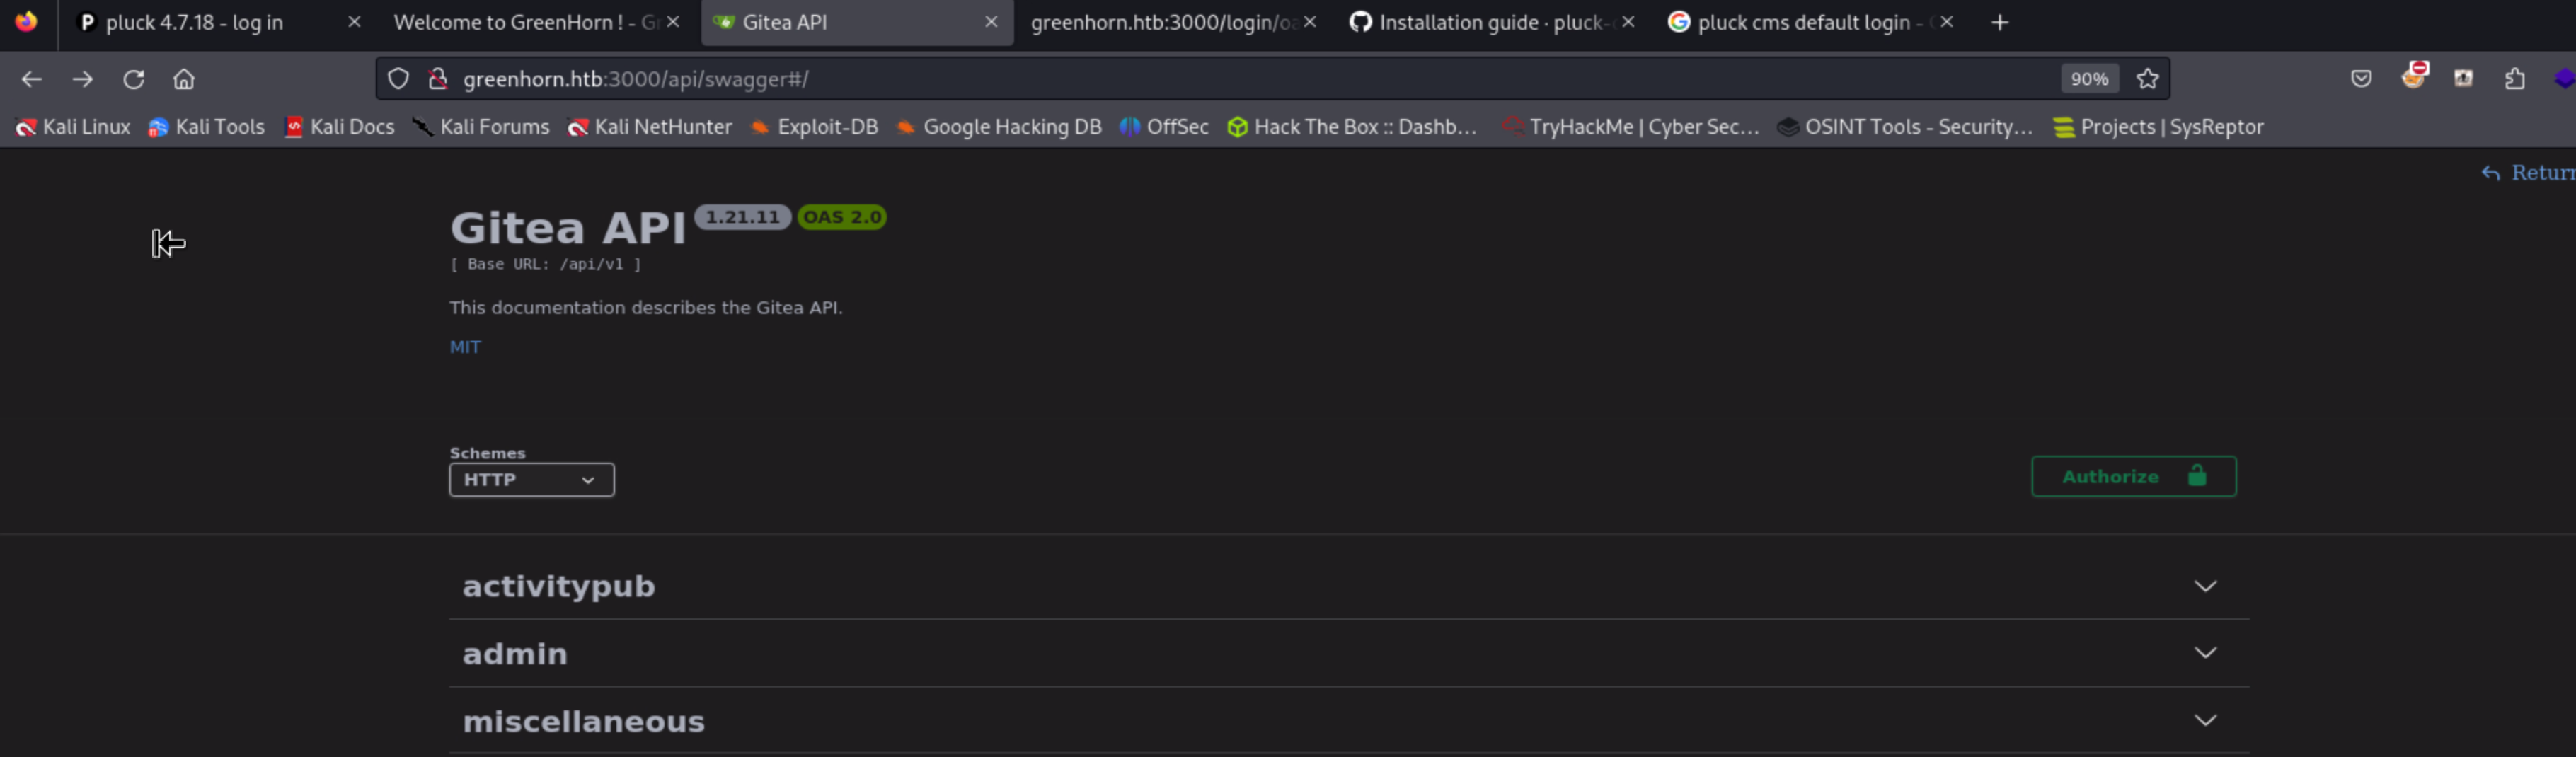 pluck 4.7.18 - log in
Welcome to GreenHorn ! - Gr
Gitea API
greenhorn.htb:3000/login/oa
Installation guide · pluck-
pluck cms default login -
greenhorn.htb:3000/api/swagger#/
90%
Kali Linux Kali Tools Kali Docs Kali Forums Kali NetHunter Exploit-DB Google Hacking DB OffSec Hack The Box :: Dashb… TryHackMe | Cyber Sec… OSINT Tools - Security… Projects | SysReptor
Return
Gitea API 1.21.11 OAS 2.0
[ Base URL: /api/v1 ]
This documentation describes the Gitea API.
MIT
Schemes
HTTP
Authorize
activitypub
admin
miscellaneous